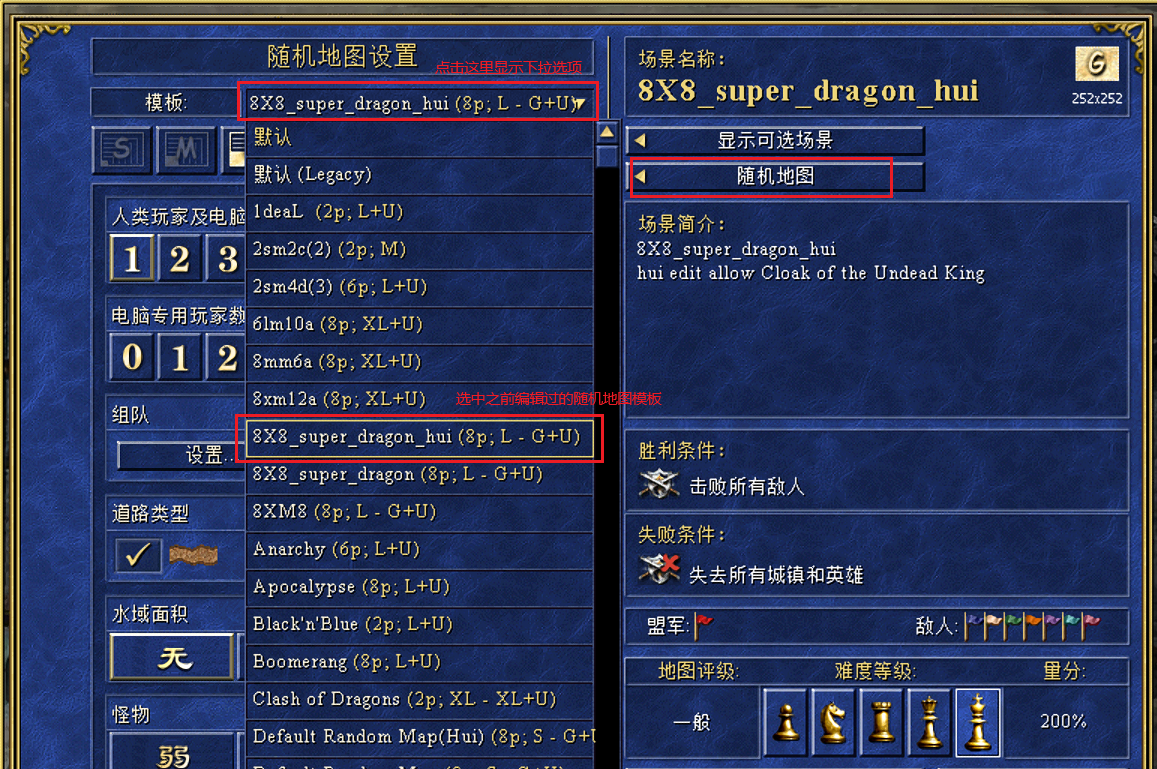 随机地图设置
点击这里显示下拉选项
模板:
8X8_super_dragon_hui (8p; L - G+U)
S
M
默认
默认 (Legacy)
1deaL (2p; L+U)
2sm2c(2) (2p; M)
2sm4d(3) (6p; L+U)
6lm10a (8p; XL+U)
8mm6a (8p; XL+U)
8xm12a (8p; XL+U)
选中之前编辑过的随机地图模板
8X8_super_dragon_hui (8p; L - G+U)
8X8_super_dragon (8p; L - G+U)
8XM8 (8p; L - G+U)
Anarchy (6p; L+U)
Apocalypse (8p; L+U)
Black'n'Blue (2p; L+U)
Boomerang (8p; L+U)
Clash of Dragons (2p; XL - XL+U)
Default Random Map(Hui) (8p; S - G+U
人类玩家及电脑
1 2 3
电脑专用玩家数
0 1 2
组队
设置..
道路类型
水域面积
无
怪物
弱
场景名称:
8X8_super_dragon_hui
G
252x252
显示可选场景
随机地图
场景简介:
8X8_super_dragon_hui
hui edit allow Cloak of the Undead King
胜利条件:
击败所有敌人
失败条件:
失去所有城镇和英雄
盟军:
敌人:
地图评级:
难度等级:
量分:
一般
200%